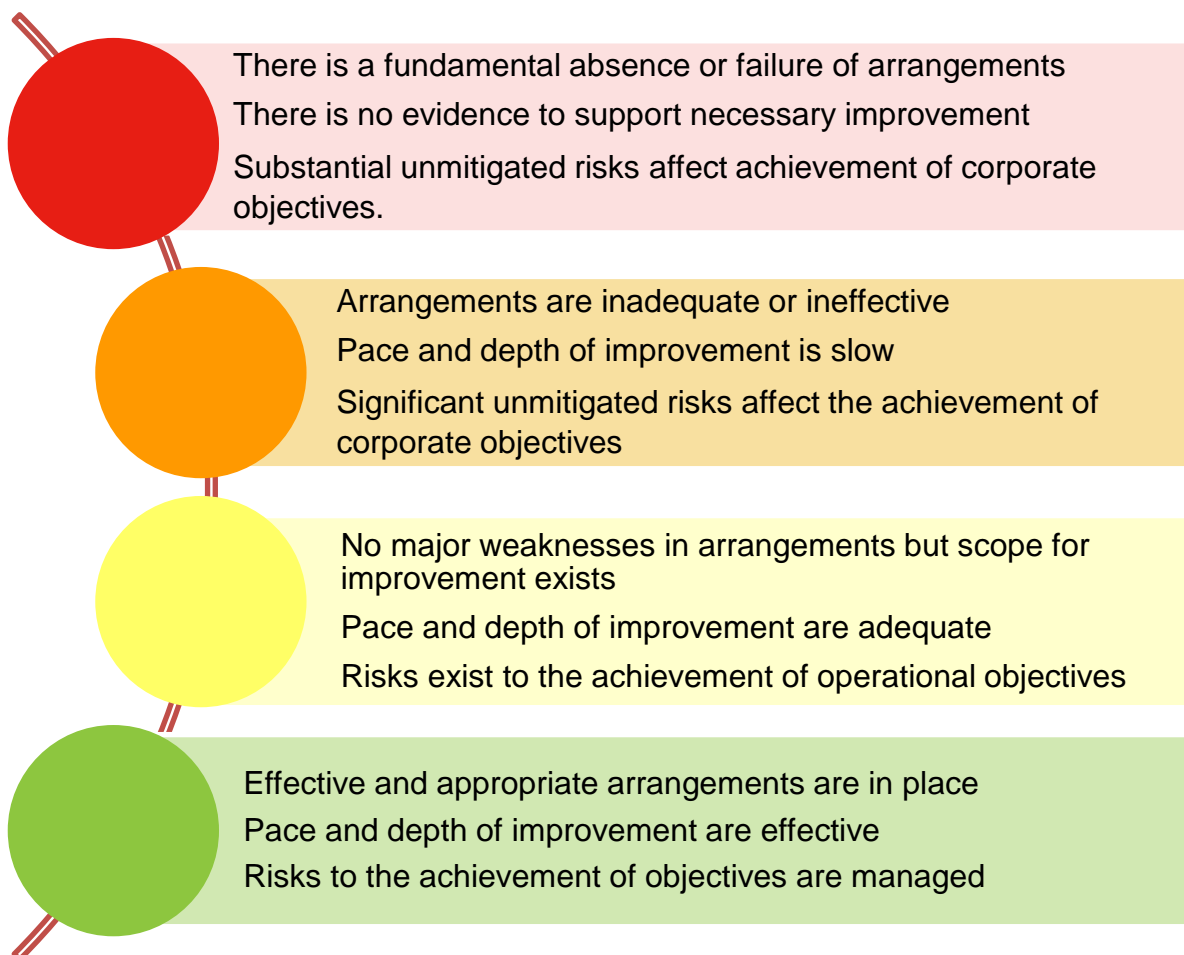 There is a fundamental absence or failure of arrangements
There is no evidence to support necessary improvement
Substantial unmitigated risks affect achievement of corporate
objectives.
Arrangements are inadequate or ineffective
Pace and depth of improvement is slow
Significant unmitigated risks affect the achievement of
corporate objectives
No major weaknesses in arrangements but scope for
improvement exists
Pace and depth of improvement are adequate
Risks exist to the achievement of operational objectives
Effective and appropriate arrangements are in place
Pace and depth of improvement are effective
Risks to the achievement of objectives are managed